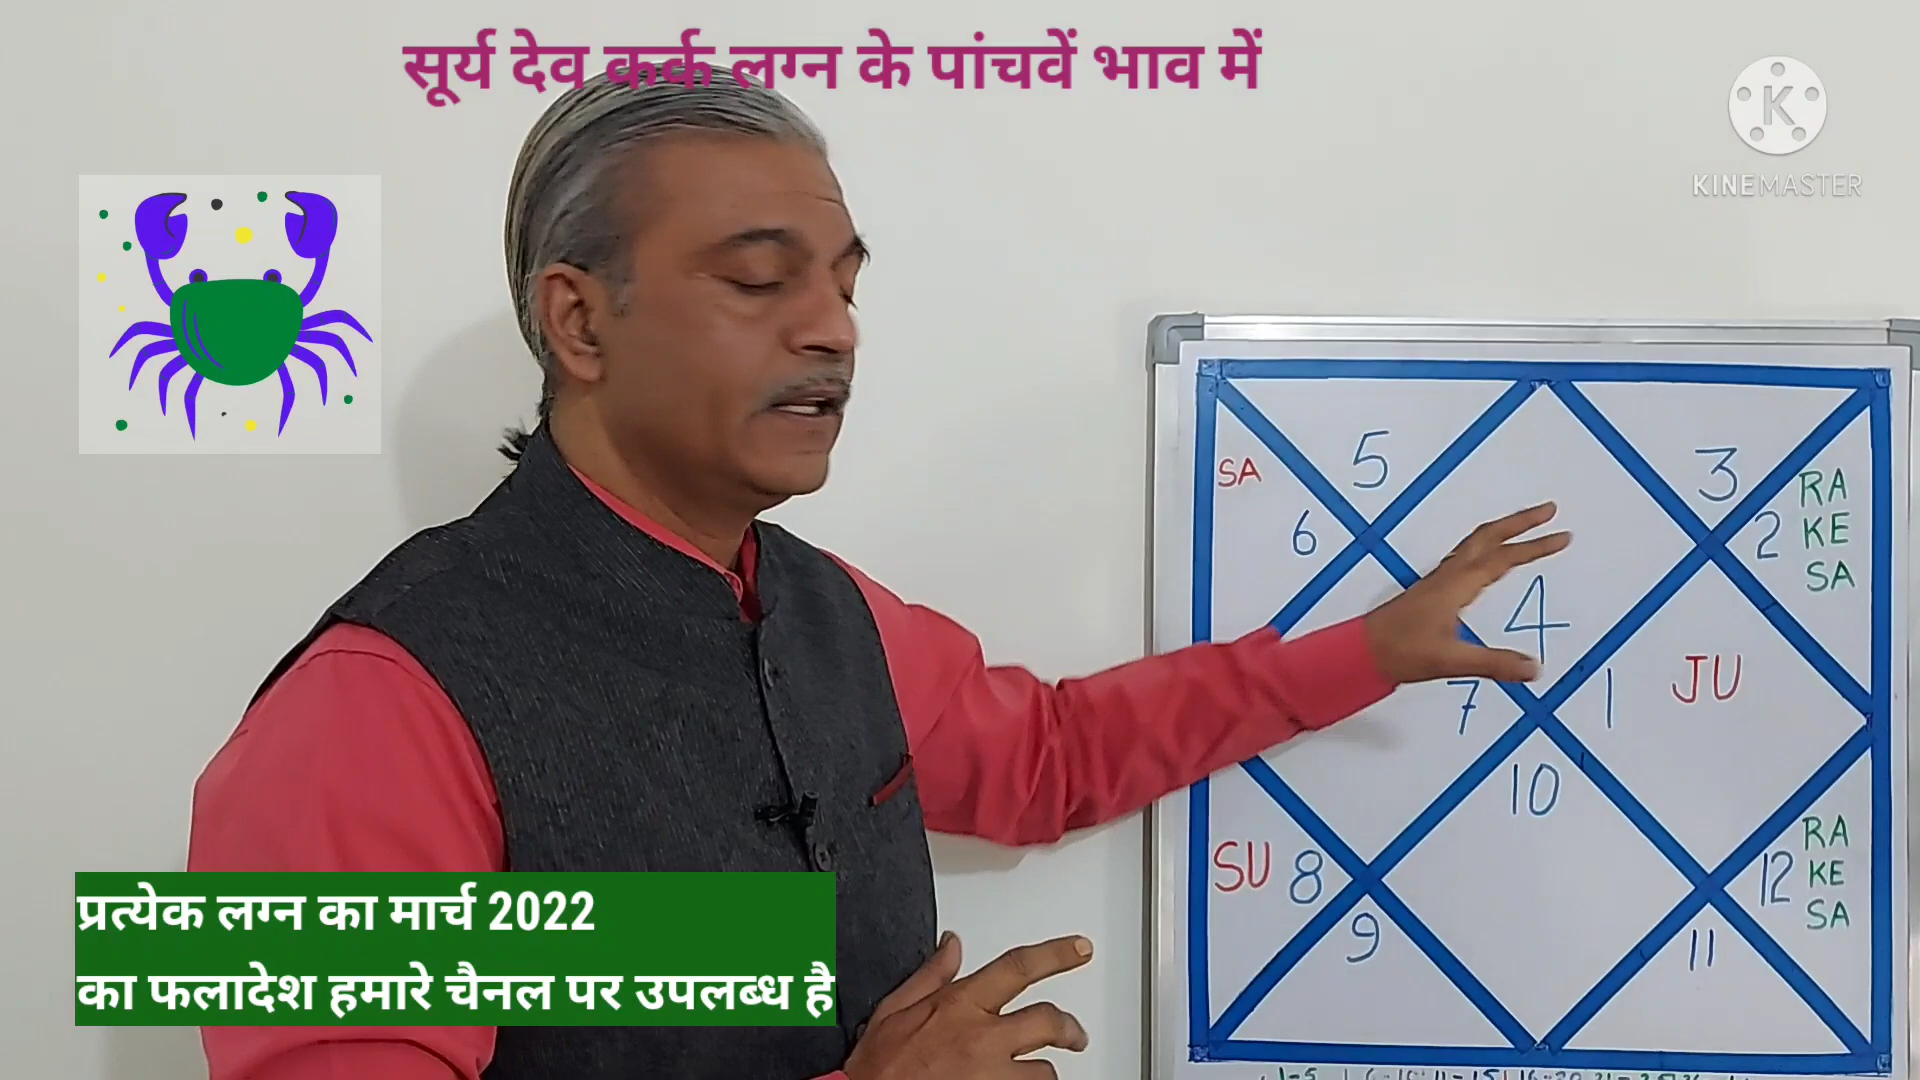 सूर्य देव कर्क लग्न के पांचवें भाव में
KINEMASTER
SA
5
6
3
2
RA
KE
SA
4
7
1
JU
10
SU 8
9
12
RA
KE
SA
11
प्रत्येक लग्न का मार्च 2022
का फलादेश हमारे चैनल पर उपलब्ध है